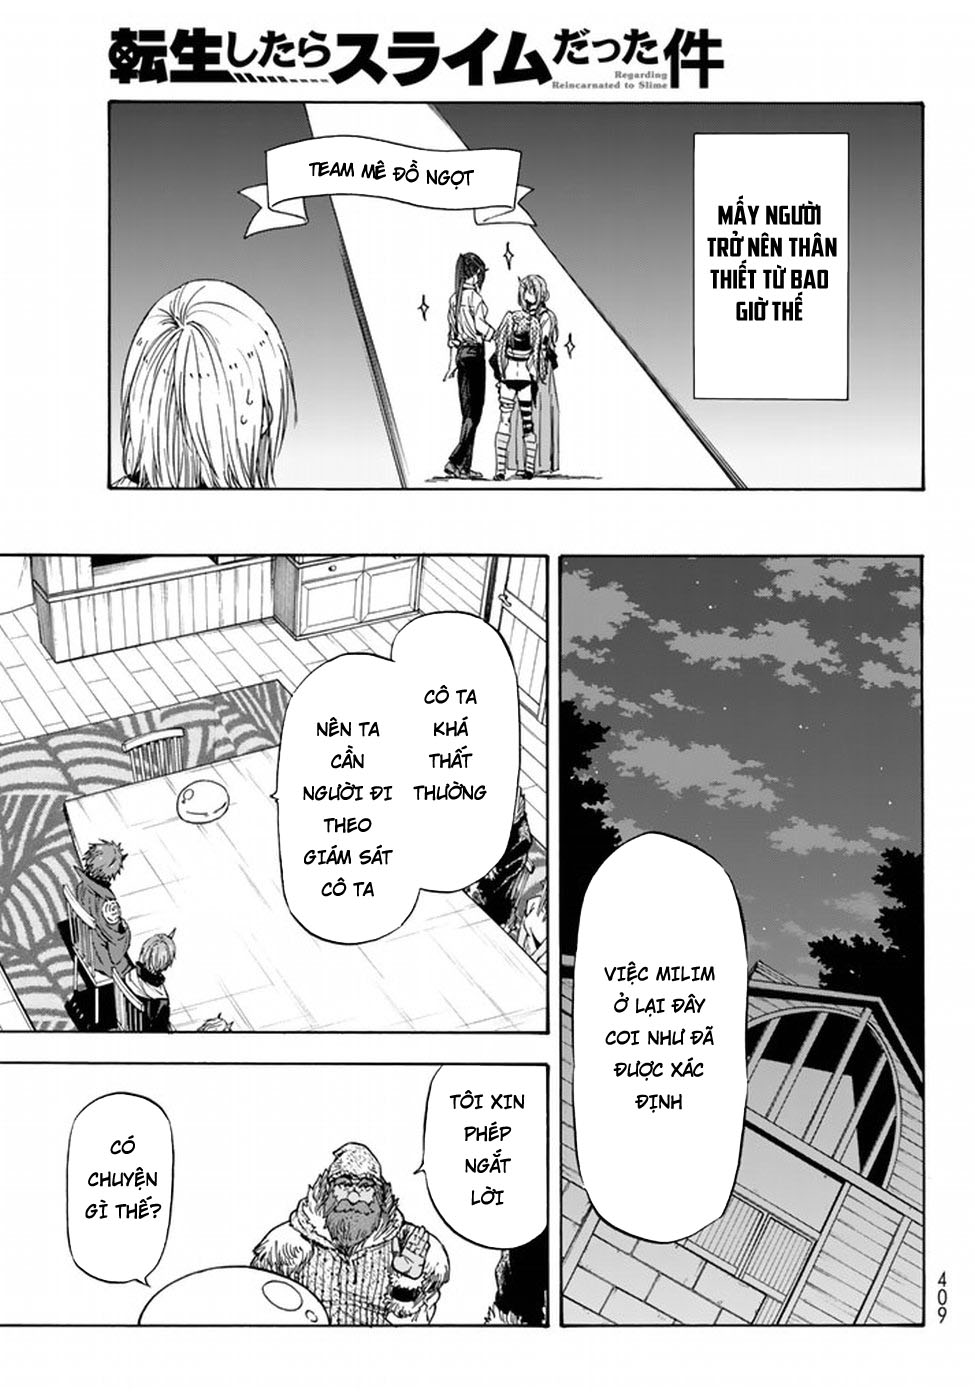 転生したらスライムだった件
Regarding
Reincarnated to Slime
MẤY NGƯỜI
TRỞ NÊN THÂN
THIẾT TỪ BAO
GIỜ THẾ
TEAM MÊ ĐỒ NGỌT
VIỆC MILIM
Ở LẠI ĐÂY
COI NHƯ ĐÃ
ĐƯỢC XÁC
ĐỊNH
CÔ TA
KHÁ
THẤT
THƯỜNG
NÊN TA
CẦN
NGƯỜI ĐI
THEO
GIÁM SÁT
CÔ TA
TÔI XIN
PHÉP
NGẮT
LỜI
CÓ
CHUYỆN
GÌ THẾ?
409